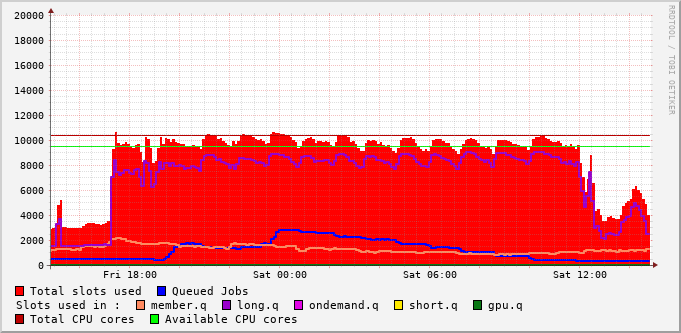 20000
18000
16000
14000
12000
10000
8000
6000
4000
2000
0
Fri 18:00 Sat 00:00 Sat 06:00 Sat 12:00
RRDTOOL / TOBI OETIKER
Total slots used Queued Jobs
Slots used in : member.q long.q ondemand.q short.q gpu.q
Total CPU cores Available CPU cores